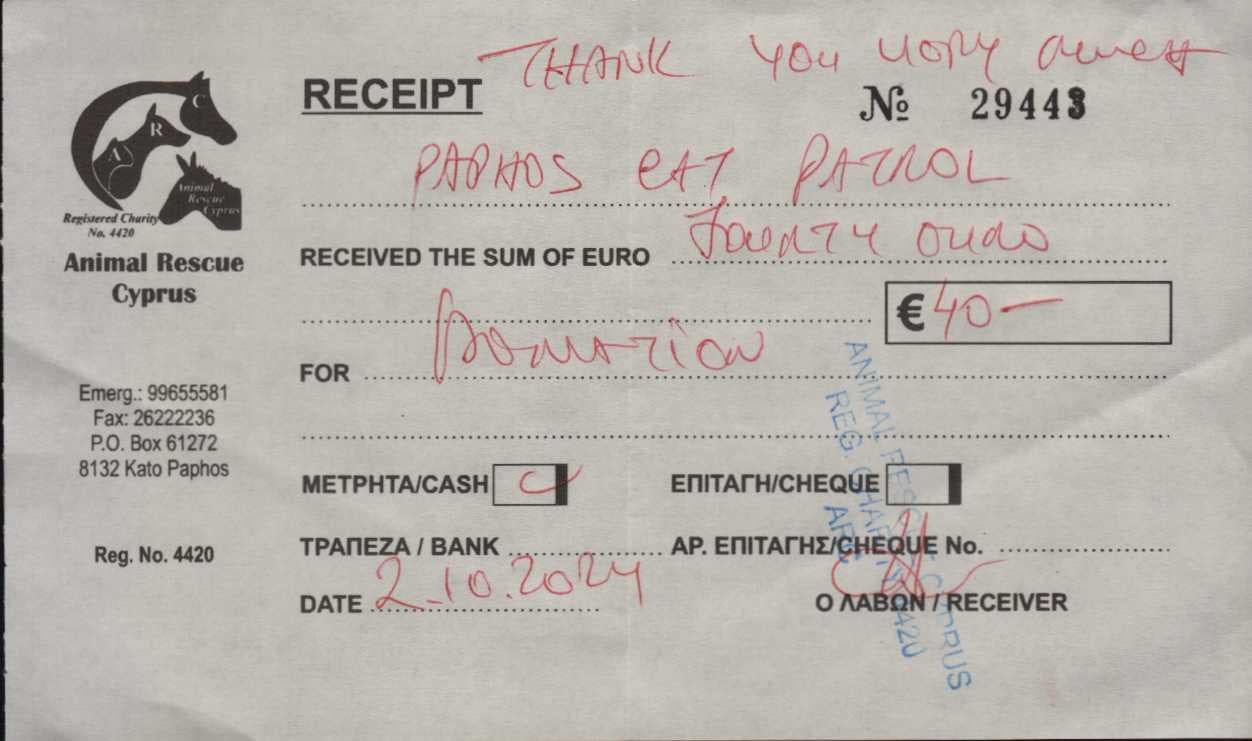 THANK YOU VERY much
RECEIPT
№ 29443
A R C
Animal
Rescue
Cyprus
Registered Charity
No. 4420
Animal Rescue
Cyprus
PAPHOS CAT PATROL
RECEIVED THE SUM OF EURO Fourty euro
€ 40 —
FOR Donation
Emerg.: 99655581
Fax: 26222236
P.O. Box 61272
8132 Kato Paphos
ΜΕΤΡΗΤΑ/CASH
ΕΠΙΤΑΓΗ/CHEQUE
Reg. No. 4420
ΤΡΑΠΕΖΑ / BANK
ΑΡ. ΕΠΙΤΑΓΗΣ/CHEQUE No.
DATE 2.10.2024
Ο ΛΑΒΩΝ / RECEIVER
ANIMAL RESCUE CYPRUS
REG. CHARITY 4420
ARC